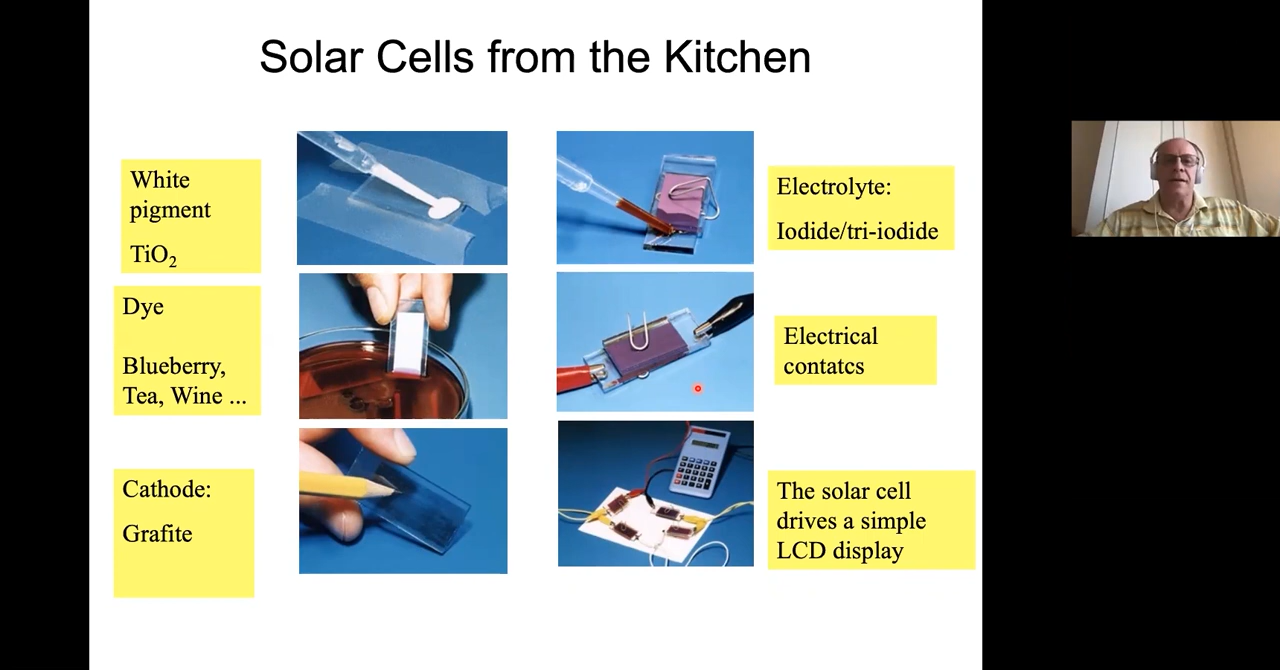 Solar Cells from the Kitchen
White
pigment
TiO₂
Dye
Blueberry,
Tea, Wine ...
Cathode:
Grafite
Electrolyte:
Iodide/tri-iodide
Electrical
contatcs
The solar cell
drives a simple
LCD display